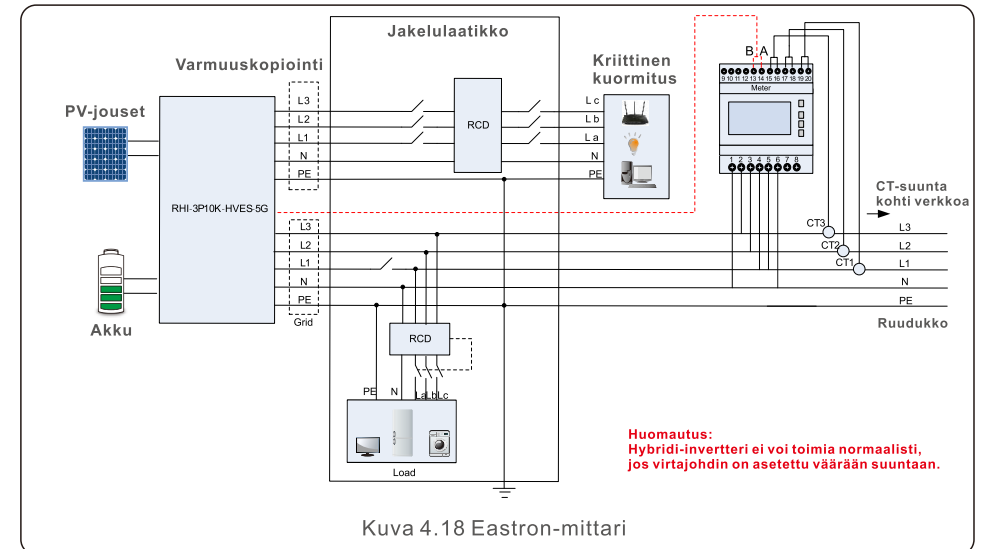 Jakelulaatikko
Varmuuskopiointi
Kriittinen
kuormitus
PV-jouset
L3
L2
L1
N
PE
RCD
L c
L b
L a
N
PE
B A
9 10 11 12 13 14 15 16 17 18 19 20
Meter
1 2 3 4 5 6 7 8
RHI-3P10K-HVES-5G
CT-suunta
kohti verkkoa
L3
L2
L1
N
PE
Grid
CT3
CT2
CT1
L3
L2
L1
N
PE
Akku
Ruudukko
RCD
PE N LaLbLc
Load
Huomautus:
Hybridi-invertteri ei voi toimia normaalisti,
jos virtajohdin on asetettu väärään suuntaan.
Kuva 4.18 Eastron-mittari